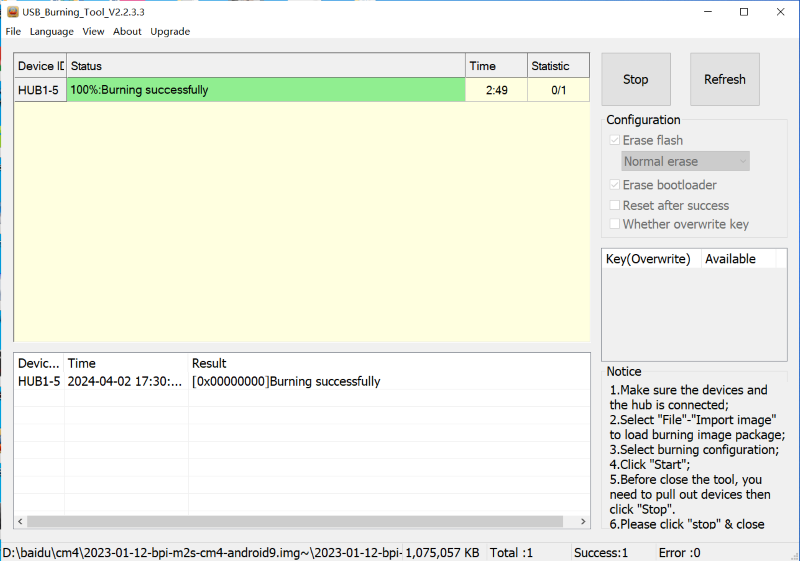 USB_Burning_Tool_V2.2.3.3
File Language View About Upgrade
Device ID Status Time Statistic
HUB1-5 100%:Burning successfully 2:49 0/1
Stop Refresh
Configuration
Erase flash
Normal erase
Erase bootloader
Reset after success
Whether overwrite key
Key(Overwrite) Available
Devic... Time Result
HUB1-5 2024-04-02 17:30:... [0x00000000]Burning successfully
Notice
1.Make sure the devices and
the hub is connected;
2.Select "File"-"Import image"
to load burning image package;
3.Select burning configuration;
4.Click "Start";
5.Before close the tool, you
need to pull out devices then
click "Stop".
6.Please click "stop" & close
D:\baidu\cm4\2023-01-12-bpi-m2s-cm4-android9.img~\2023-01-12-bpi- 1,075,057 KB Total :1 Success:1 Error :0